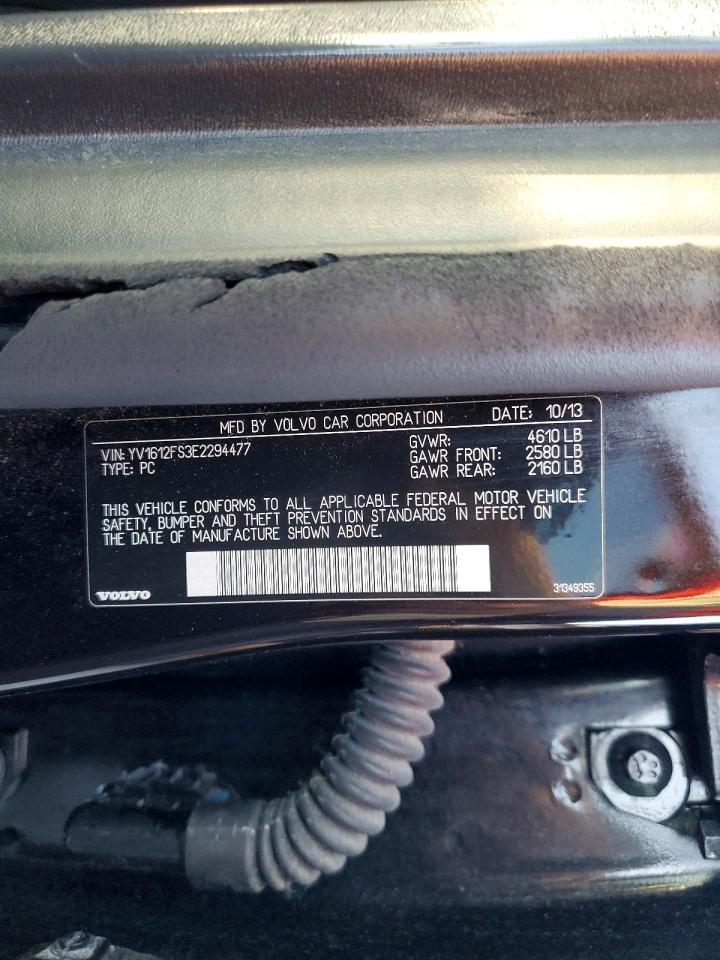 MFD BY VOLVO CAR CORPORATION DATE: 10/13
VIN: YV1612FS3E2294477 GVWR: 4610 LB
TYPE: PC GAWR FRONT: 2580 LB
GAWR REAR: 2160 LB
THIS VEHICLE CONFORMS TO ALL APPLICABLE FEDERAL MOTOR VEHICLE
SAFETY, BUMPER AND THEFT PREVENTION STANDARDS IN EFFECT ON
THE DATE OF MANUFACTURE SHOWN ABOVE.
VOLVO 31349355